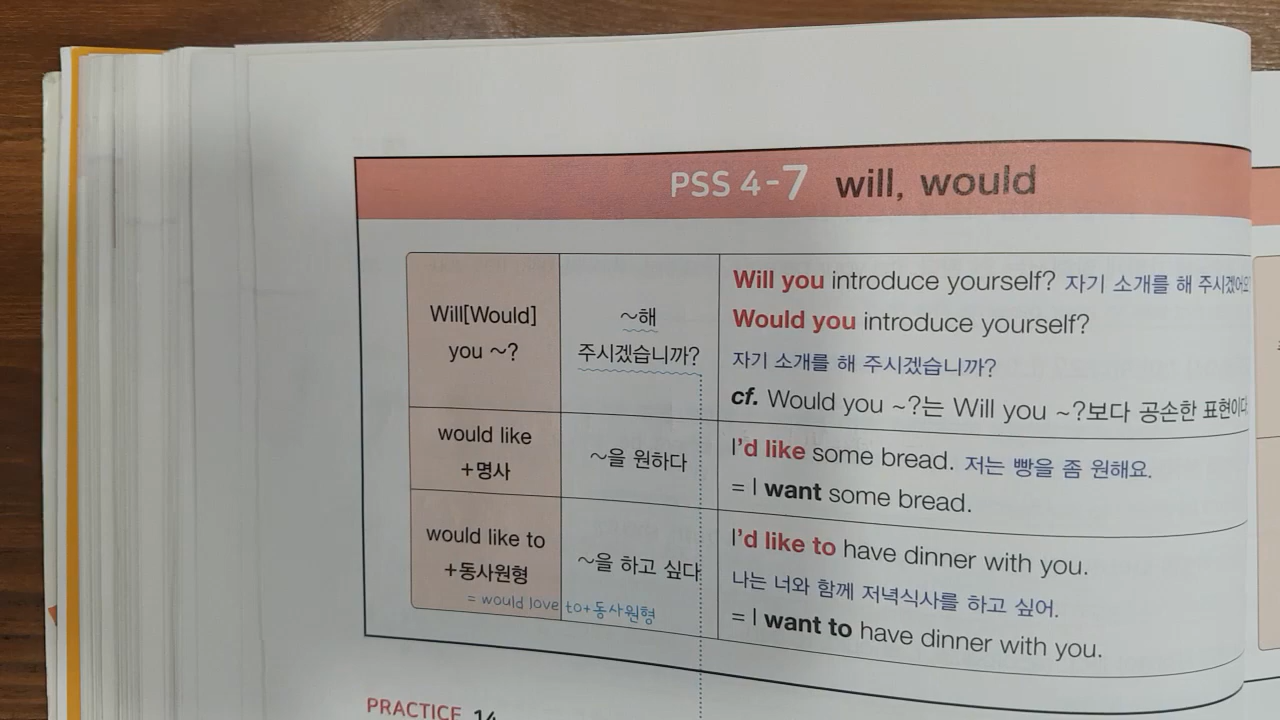 PSS 4-7 will, would
Will[Would]
you ~?
~해
주시겠습니까?
Will you introduce yourself? 자기 소개를 해 주시겠어요?
Would you introduce yourself?
자기 소개를 해 주시겠습니까?
cf. Would you ~?는 Will you ~?보다 공손한 표현이다.
would like
+명사
~을 원하다
I'd like some bread. 저는 빵을 좀 원해요.
= I want some bread.
would like to
+동사원형
= would love to+동사원형
~을 하고 싶다
I'd like to have dinner with you.
나는 너와 함께 저녁식사를 하고 싶어.
= I want to have dinner with you.
PRACTICE 14